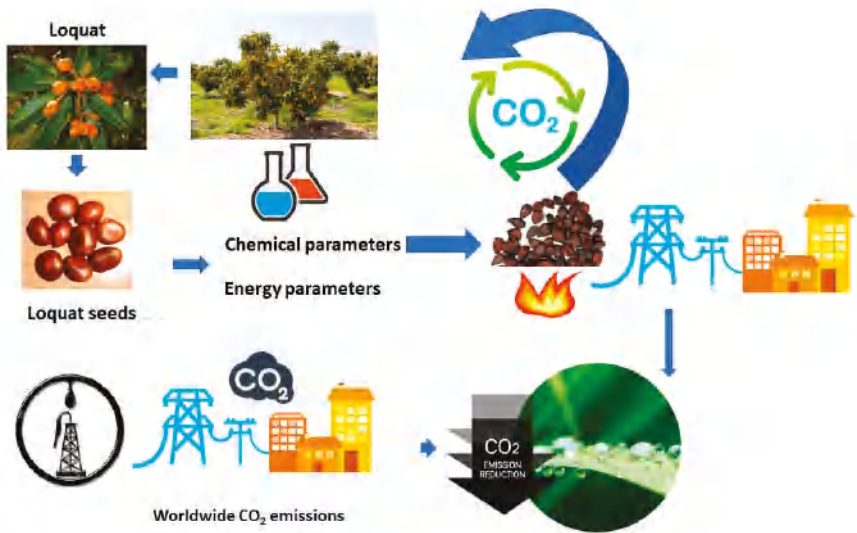 Loquat
CO₂
Chemical parameters
Energy parameters
Loquat seeds
CO₂
CO₂
EMISSION
REDUCTION
Worldwide CO₂ emissions